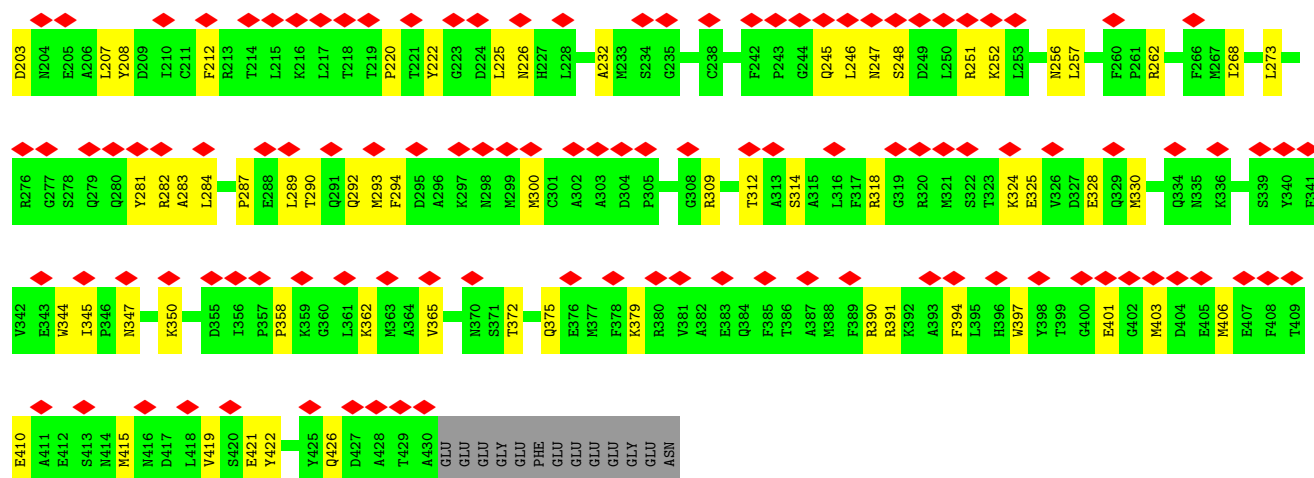 D203 N204 E205 A206 L207 Y208 D209 I210 C211 F212 R213 T214 L215 K216 L217 T218 T219 P220 T221 Y222 G223 D224 L225 N226 H227 L228 A232 M233 S234 G235 C238 F242 P243 G244 Q245 L246 N247 S248 D249 L250 R251 K252 L253 N256 L257 F260 P261 R262 F266 M267 I268 L273
R276 G277 S278 Q279 Q280 Y281 R282 A283 L284 P287 E288 L289 T290 Q291 Q292 M293 F294 D295 A296 K297 N298 M299 M300 C301 A302 A303 D304 P305 G308 R309 T312 A313 S314 A315 L316 F317 R318 G319 R320 M321 S322 T323 K324 E325 V326 D327 E328 Q329 M330 Q334 N335 K336 S339 Y340 F341
V342 E343 W344 I345 P346 N347 K350 D355 I356 P357 P358 K359 G360 L361 K362 M363 A364 V365 N370 S371 T372 Q375 E376 M377 F378 K379 R380 V381 A382 E383 Q384 F385 T386 A387 M388 F389 R390 R391 K392 A393 F394 L395 H396 W397 Y398 T399 G400 E401 G402 M403 D404 E405 M406 E407 F408 T409
E410 A411 E412 S413 N414 M415 N416 D417 L418 V419 S420 E421 Y422 Y425 Q426 D427 A428 T429 A430 GLU GLU GLU GLY GLU PHE GLU GLU GLU GLU GLY GLU ASN